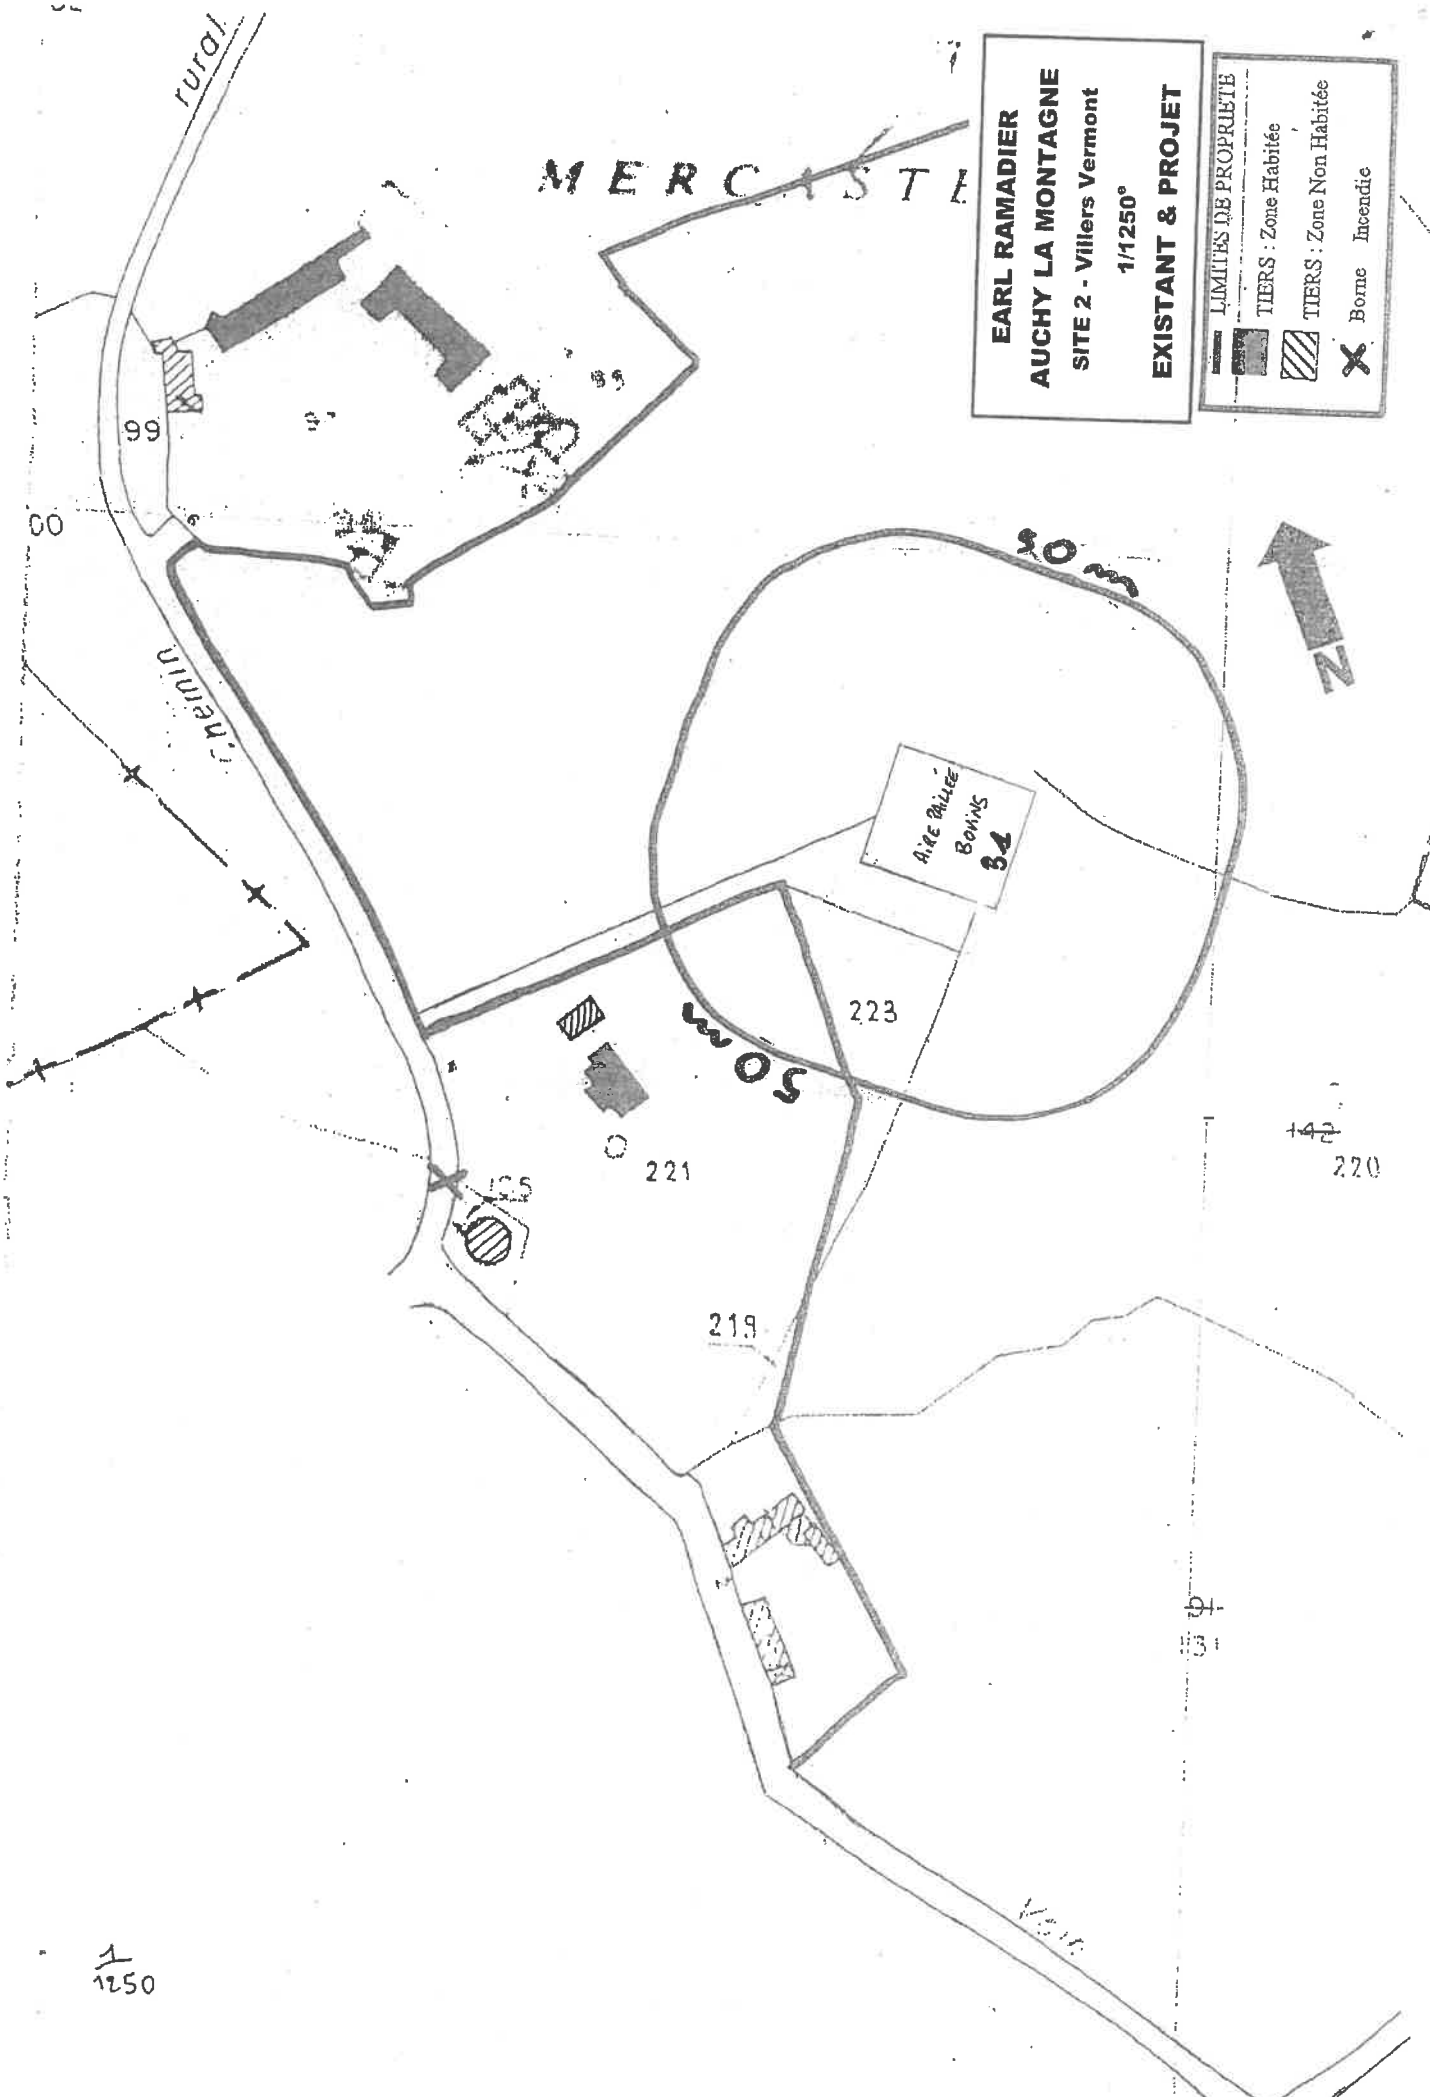 rural
MERC
EARL RAMADIER
AUCHY LA MONTAGNE
SITE 2 - Villers Vermont
1/1250°
EXISTANT & PROJET
LIMITES DE PROPRIETE
TIERS : Zone Habitée
TIERS : Zone Non Habitée
Borne Incendie
99
00
50 m
N
Chemin
AIRE PAILLÉE
BOVINS
B1
223
50 m
221
220
219
1
1250